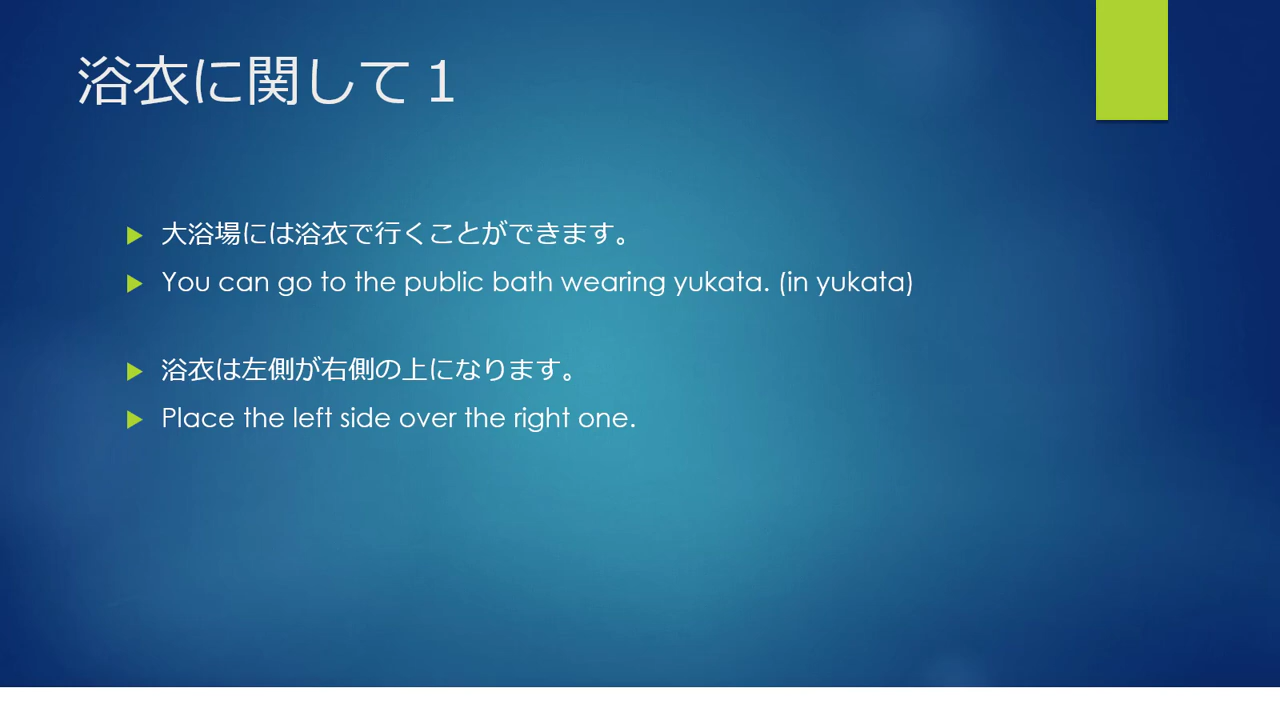 浴衣に関して１
大浴場には浴衣で行くことができます。
You can go to the public bath wearing yukata. (in yukata)
浴衣は左側が右側の上になります。
Place the left side over the right one.